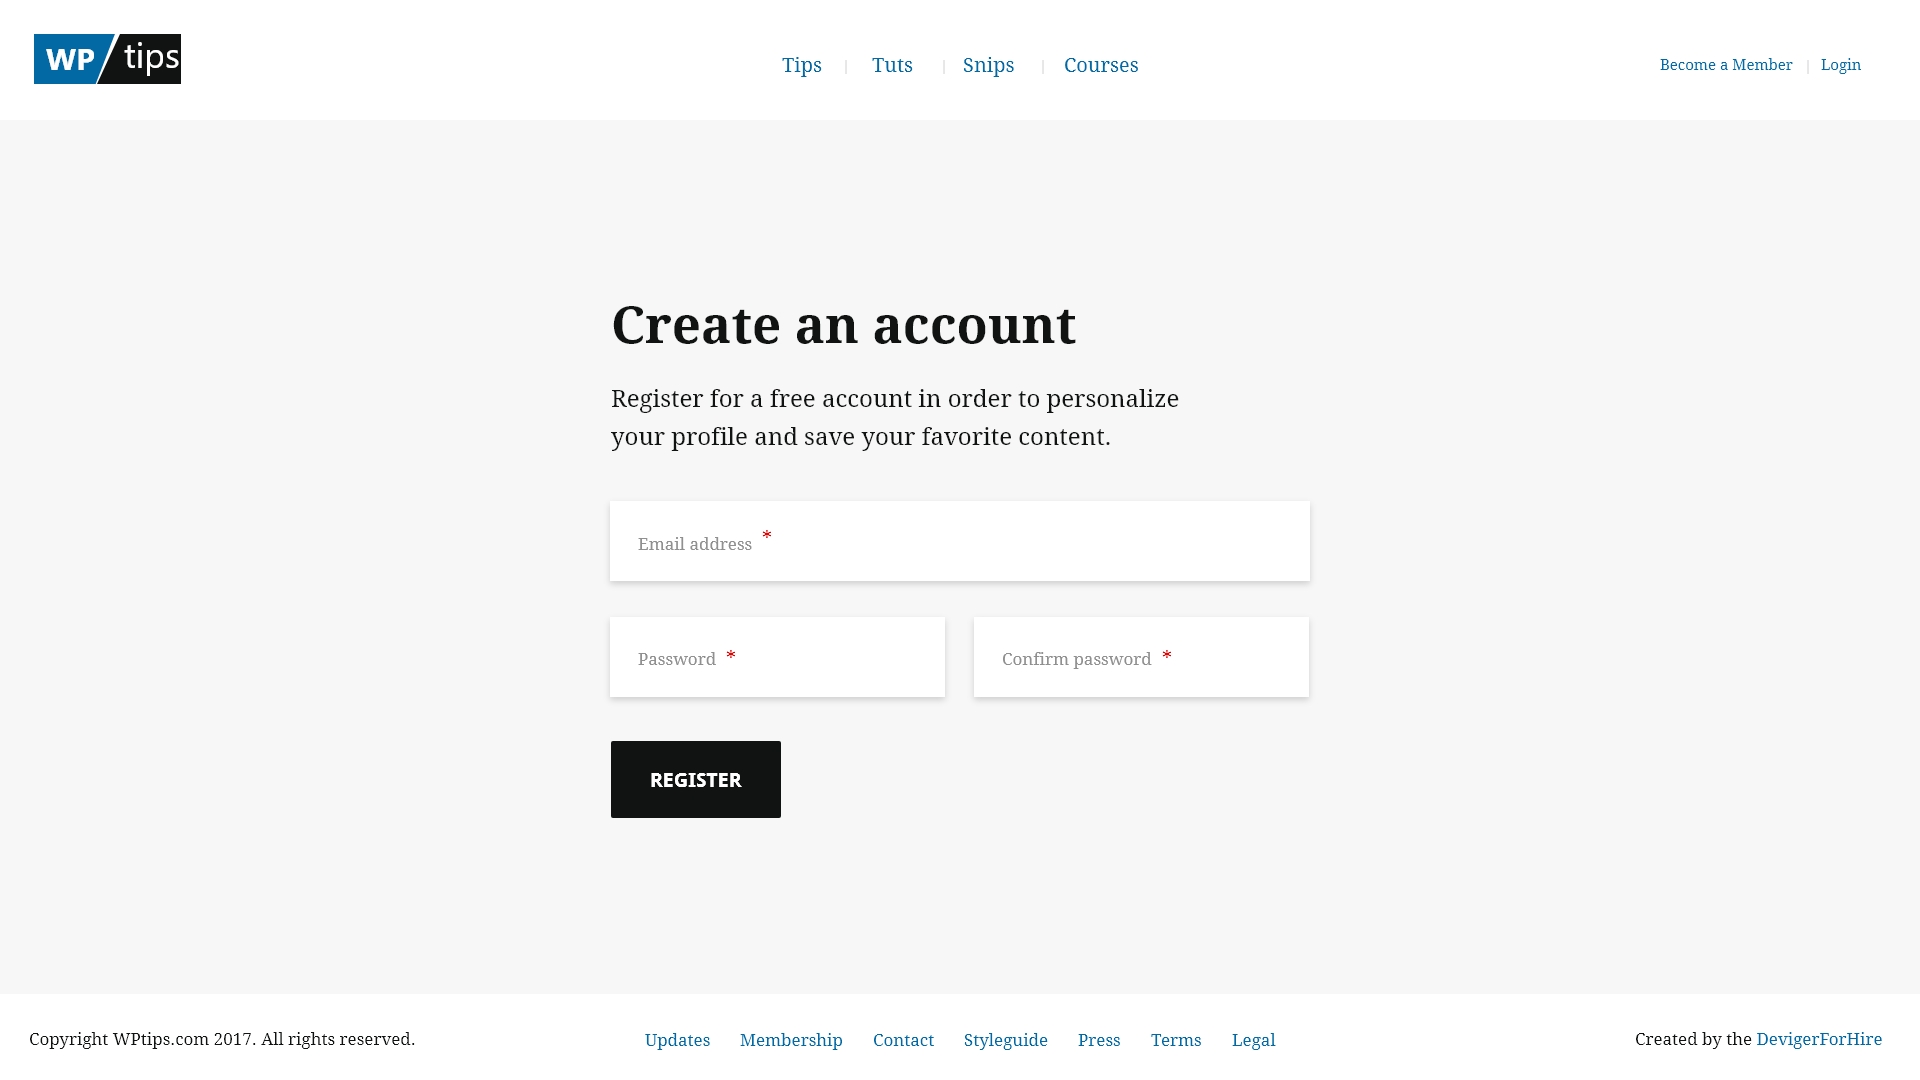 WP/tips
Tips | Tuts | Snips | Courses
Become a Member | Login
Create an account
Register for a free account in order to personalize
your profile and save your favorite content.
Email address *
Password *
Confirm password *
REGISTER
Copyright WPtips.com 2017. All rights reserved.
Updates Membership Contact Styleguide Press Terms Legal
Created by the DevigerForHire